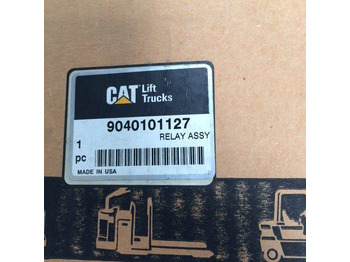 CAT Lift
Trucks
9040101127
RELAY ASSY
1
pc
MADE IN USA